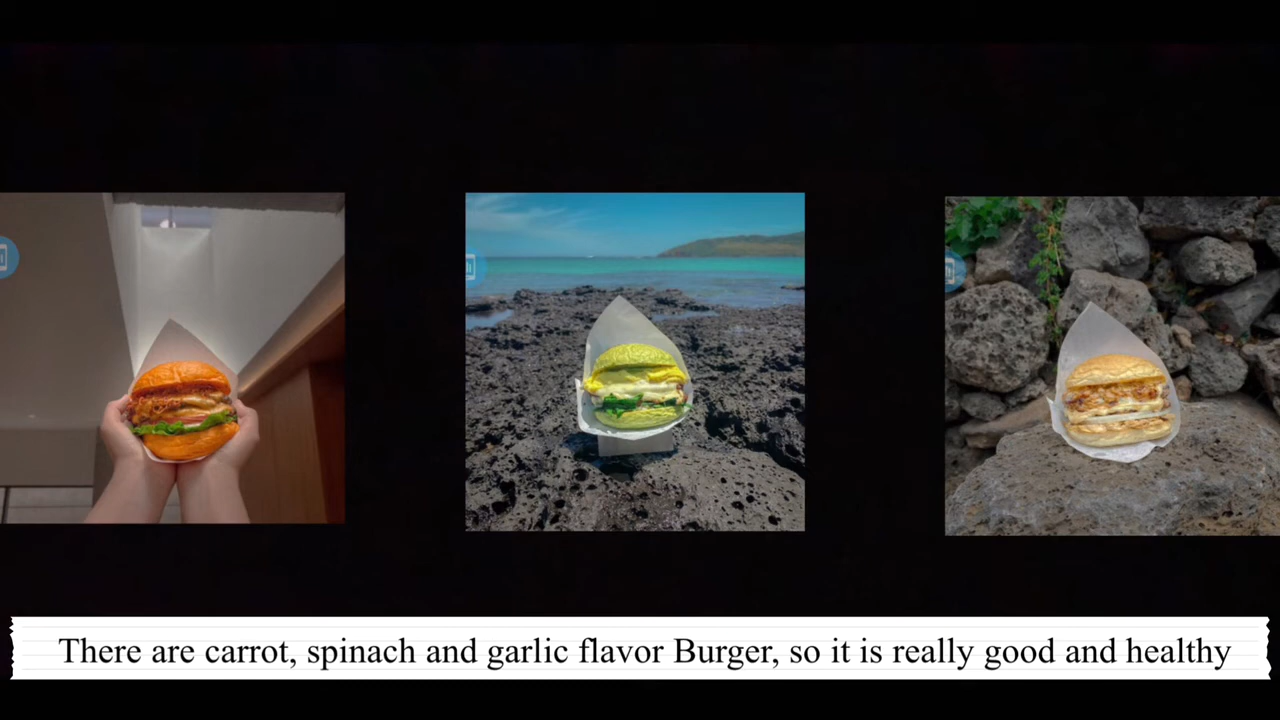 There are carrot, spinach and garlic flavor Burger, so it is really good and healthy